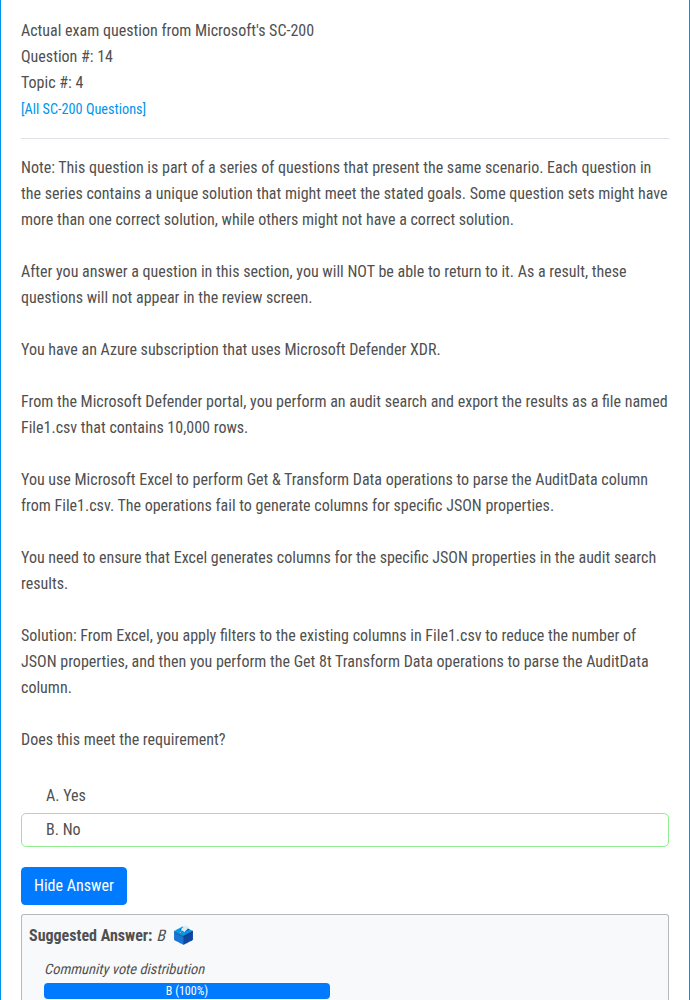 Actual exam question from Microsoft's SC-200
Question #: 14
Topic #: 4
[All SC-200 Questions]
Note: This question is part of a series of questions that present the same scenario. Each question in
the series contains a unique solution that might meet the stated goals. Some question sets might have
more than one correct solution, while others might not have a correct solution.
After you answer a question in this section, you will NOT be able to return to it. As a result, these
questions will not appear in the review screen.
You have an Azure subscription that uses Microsoft Defender XDR.
From the Microsoft Defender portal, you perform an audit search and export the results as a file named
File1.csv that contains 10,000 rows.
You use Microsoft Excel to perform Get & Transform Data operations to parse the AuditData column
from File1.csv. The operations fail to generate columns for specific JSON properties.
You need to ensure that Excel generates columns for the specific JSON properties in the audit search
results.
Solution: From Excel, you apply filters to the existing columns in File1.csv to reduce the number of
JSON properties, and then you perform the Get 8t Transform Data operations to parse the AuditData
column.
Does this meet the requirement?
A. Yes
B. No
Hide Answer
Suggested Answer: B
Community vote distribution
B (100%)